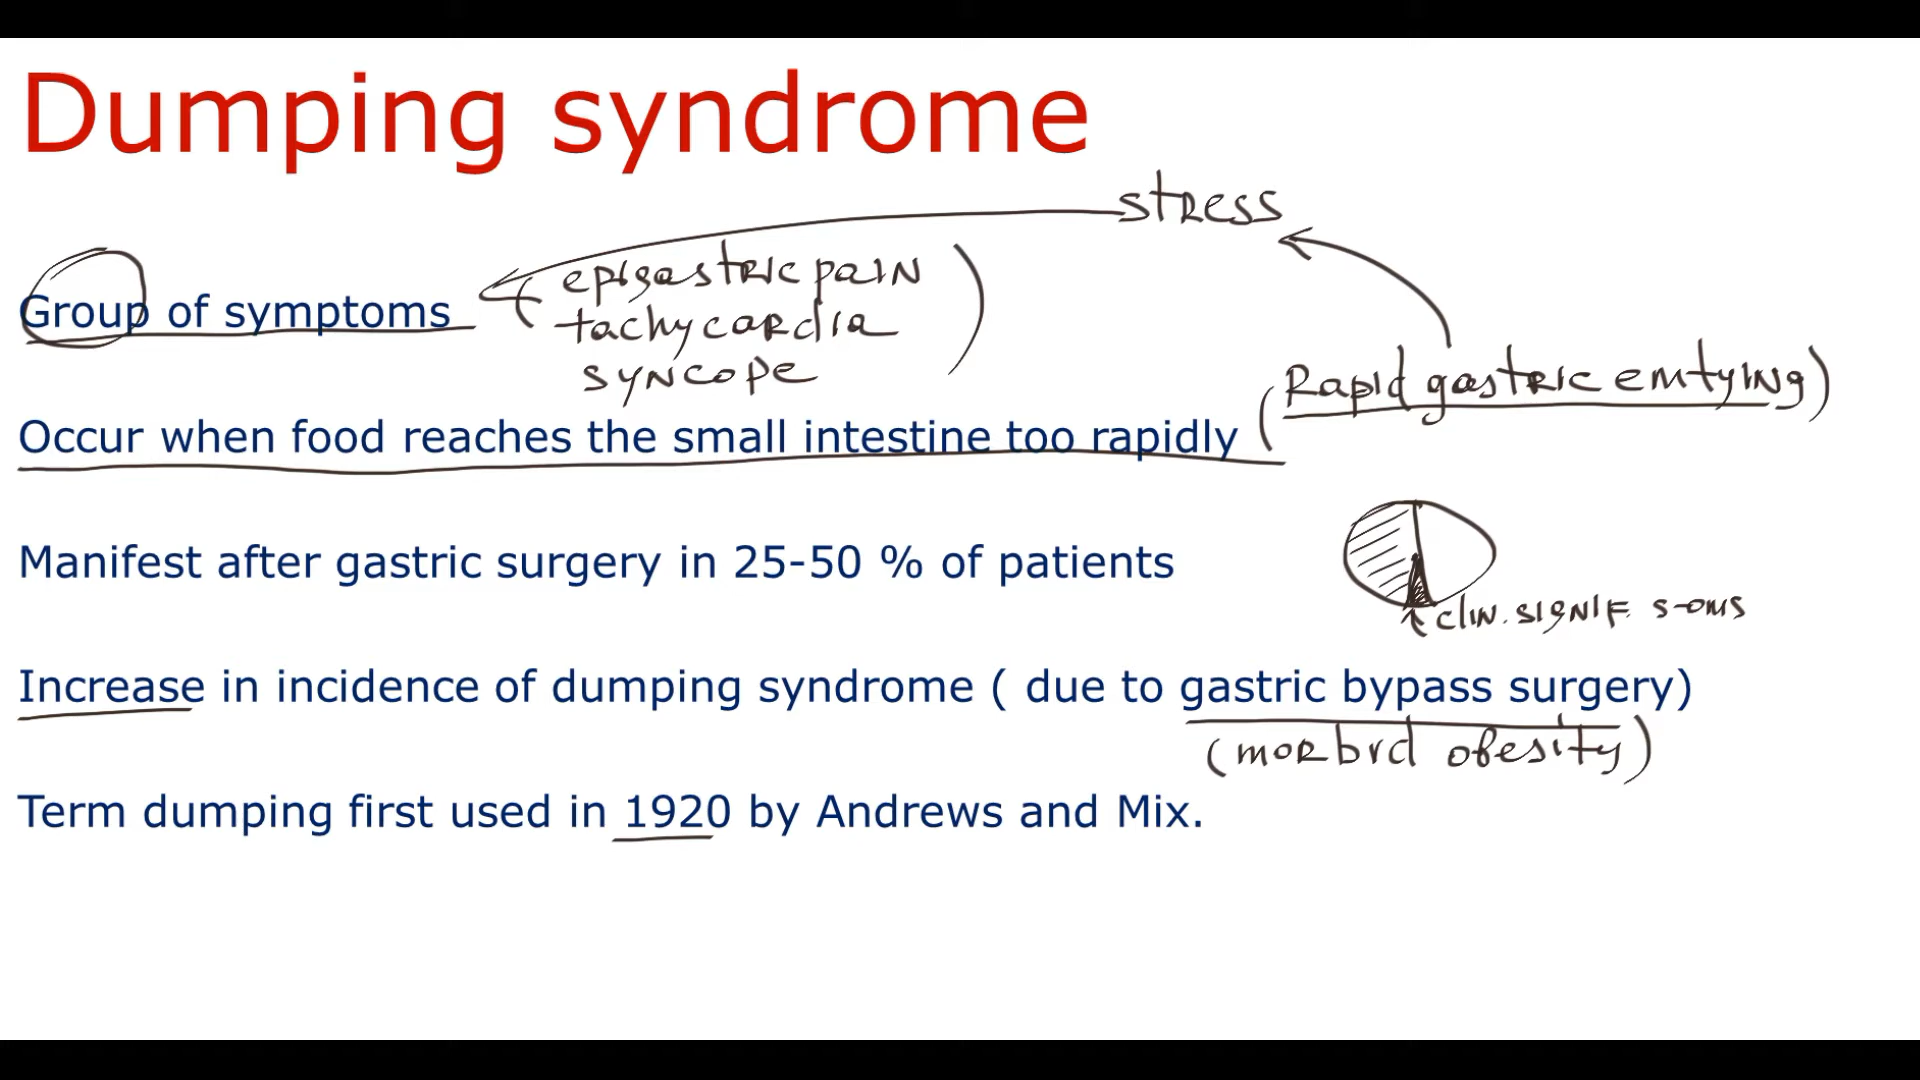 Dumping syndrome
stress
Group of symptoms
(epigastric pain
tachycardia
syncope)
(Rapid gastric emtying)
Occur when food reaches the small intestine too rapidly
Manifest after gastric surgery in 25-50 % of patients
clin. signif. s-oms
Increase in incidence of dumping syndrome ( due to gastric bypass surgery)
(morbid obesity)
Term dumping first used in 1920 by Andrews and Mix.